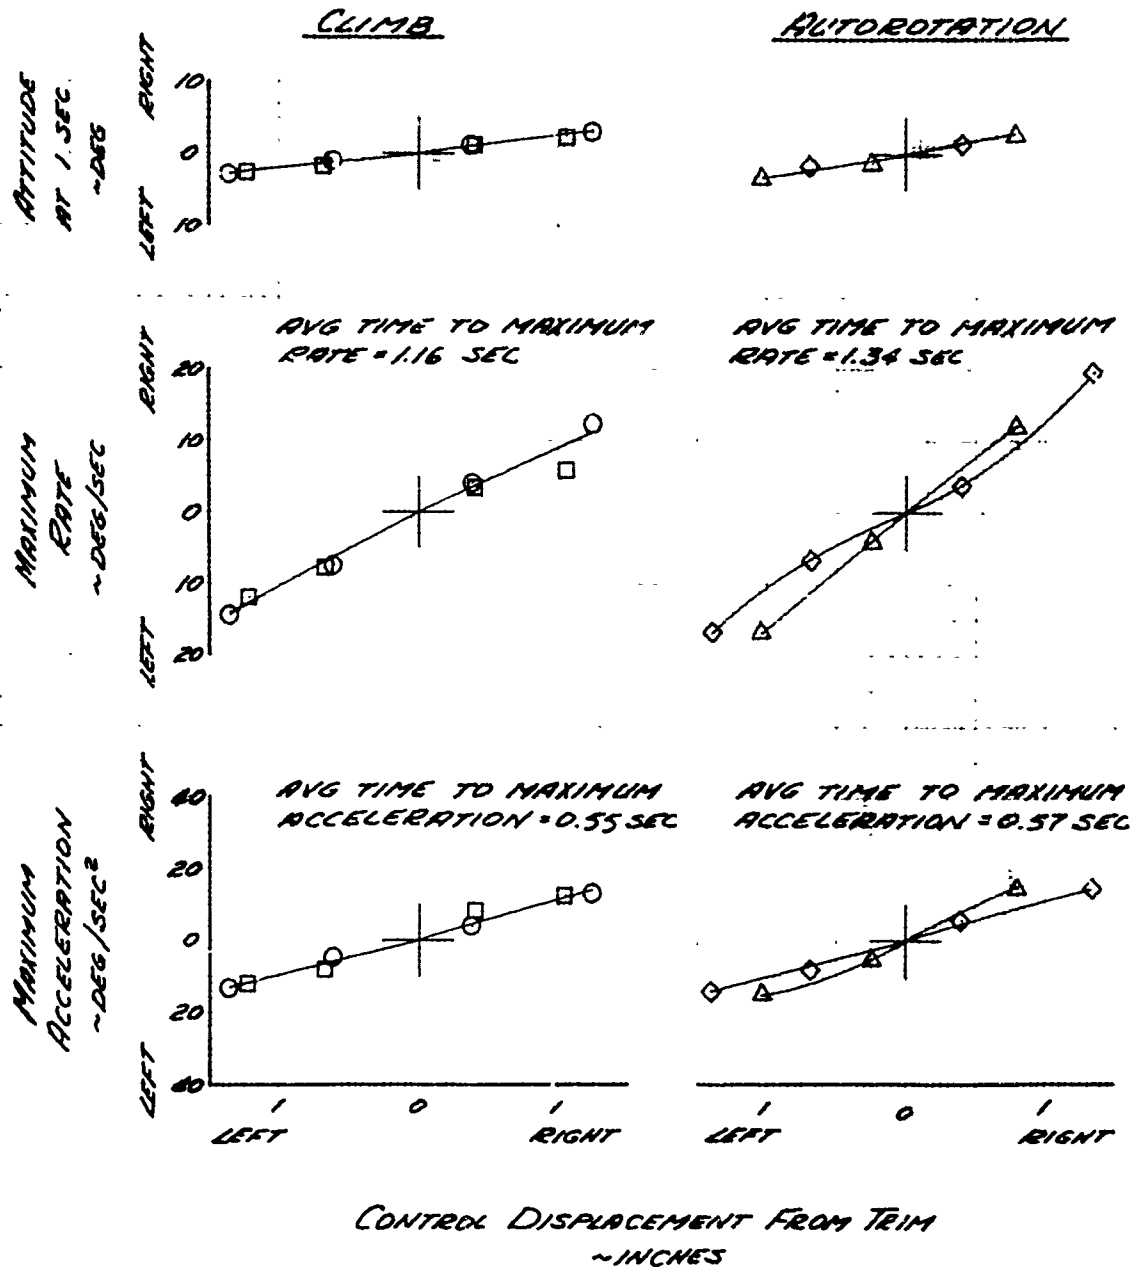 CLIMB
AUTOROTATION
ATTITUDE
AT 1 SEC.
~DEG
RIGHT
LEFT
10
0
10
AVG TIME TO MAXIMUM
RATE = 1.16 SEC
AVG TIME TO MAXIMUM
RATE = 1.34 SEC
MAXIMUM
RATE
~DEG/SEC
RIGHT
LEFT
20
10
0
10
20
AVG TIME TO MAXIMUM
ACCELERATION = 0.55 SEC
AVG TIME TO MAXIMUM
ACCELERATION = 0.57 SEC
MAXIMUM
ACCELERATION
~DEG/SEC²
RIGHT
LEFT
40
20
0
20
40
1 0 1
LEFT RIGHT
1 0 1
LEFT RIGHT
CONTROL DISPLACEMENT FROM TRIM
~INCHES